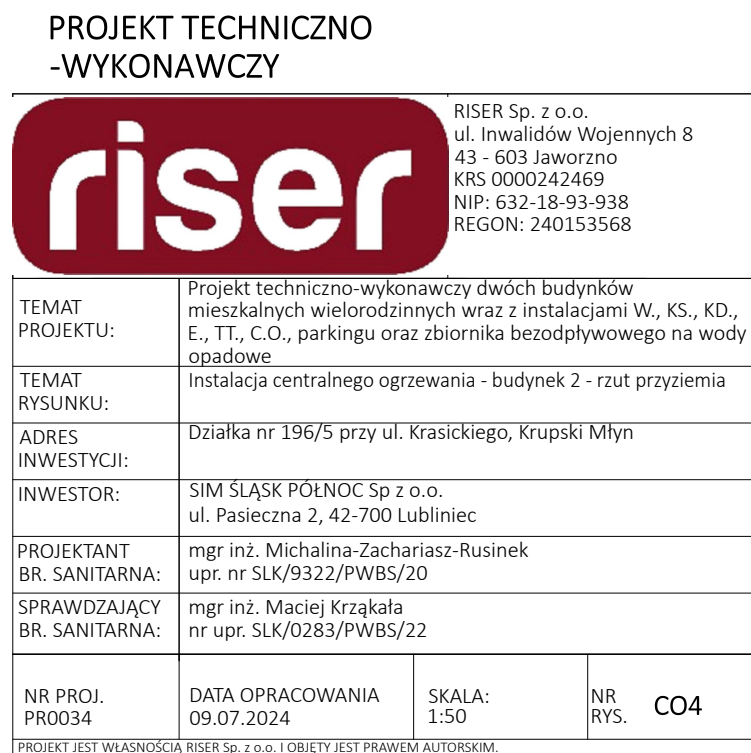 PROJEKT TECHNICZNO
-WYKONAWCZY
riser
RISER Sp. z o.o.
ul. Inwalidów Wojennych 8
43 - 603 Jaworzno
KRS 0000242469
NIP: 632-18-93-938
REGON: 240153568
TEMAT
PROJEKTU:
Projekt techniczno-wykonawczy dwóch budynków
mieszkalnych wielorodzinnych wraz z instalacjami W., KS., KD.,
E., TT., C.O., parkingu oraz zbiornika bezodpływowego na wody
opadowe
TEMAT
RYSUNKU:
Instalacja centralnego ogrzewania - budynek 2 - rzut przyziemia
ADRES
INWESTYCJI:
Działka nr 196/5 przy ul. Krasickiego, Krupski Młyn
INWESTOR:
SIM ŚLĄSK PÓŁNOC Sp z o.o.
ul. Pasieczna 2, 42-700 Lubliniec
PROJEKTANT
BR. SANITARNA:
mgr inż. Michalina-Zachariasz-Rusinek
upr. nr SLK/9322/PWBS/20
SPRAWDZAJĄCY
BR. SANITARNA:
mgr inż. Maciej Krząkała
nr upr. SLK/0283/PWBS/22
NR PROJ.
PR0034
DATA OPRACOWANIA
09.07.2024
SKALA:
1:50
NR
RYS.
CO4
PROJEKT JEST WŁASNOŚCIĄ RISER Sp. z o.o. I OBJĘTY JEST PRAWEM AUTORSKIM.